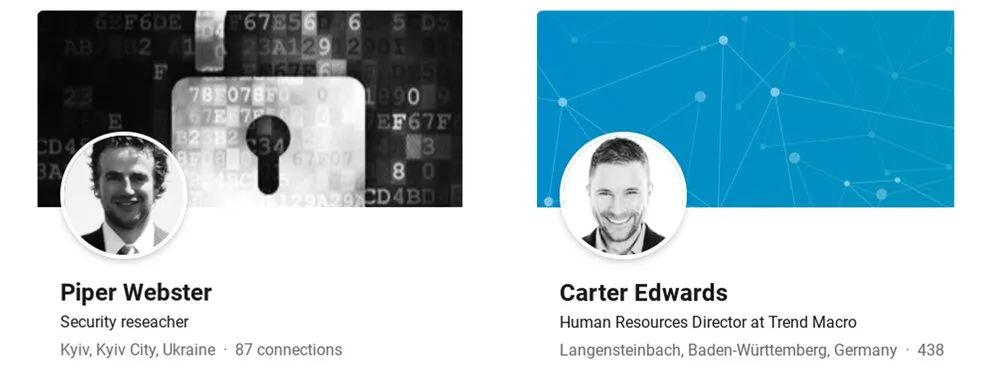 Piper Webster
Security reseacher
Kyiv, Kyiv City, Ukraine · 87 connections
Carter Edwards
Human Resources Director at Trend Macro
Langensteinbach, Baden-Württemberg, Germany · 438